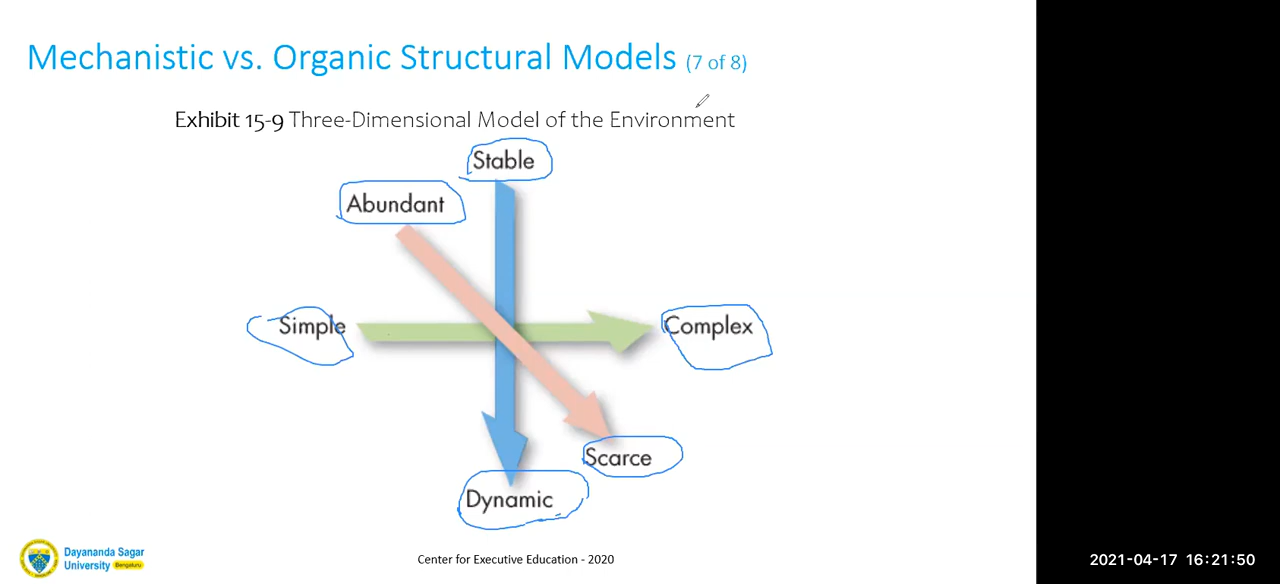 Mechanistic vs. Organic Structural Models (7 of 8)
Exhibit 15-9 Three-Dimensional Model of the Environment
Stable
Abundant
Simple
Complex
Scarce
Dynamic
Dayananda Sagar
University Bengaluru
Center for Executive Education - 2020
2021-04-17 16:21:50